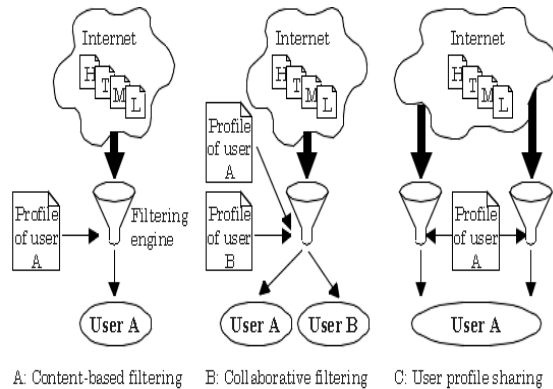 Internet
H
T
M
L
Profile
of user
A
Filtering
engine
User A
A: Content-based filtering
Internet
H
T
M
L
Profile
of user
A
Profile
of user
B
User A
User B
B: Collaborative filtering
Internet
H
T
M
L
Profile
of user
A
User A
C: User profile sharing